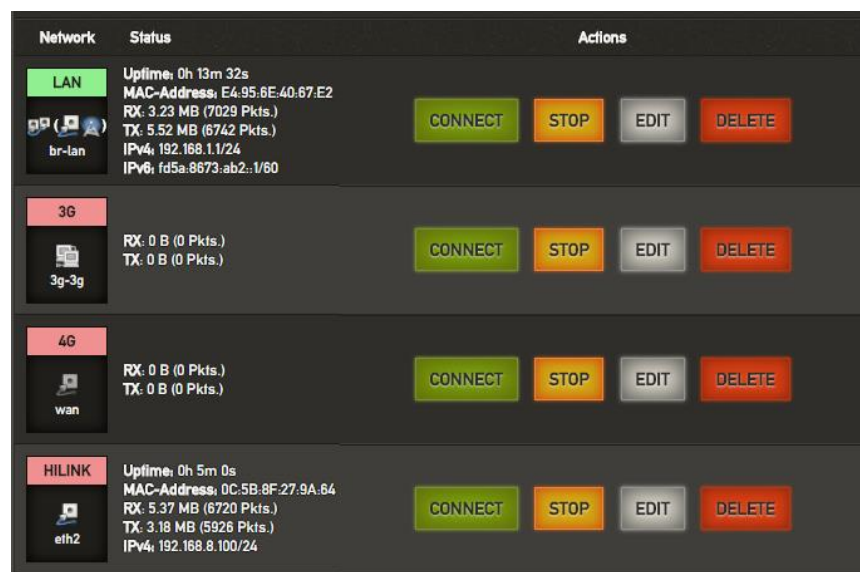 Network Status Actions
LAN
br-lan
Uptime: 0h 13m 32s
MAC-Address: E4:95:6E:40:67:E2
RX: 3.23 MB (7029 Pkts.)
TX: 5.52 MB (6742 Pkts.)
IPv4: 192.168.1.1/24
IPv6: fd5a:8673:ab2::1/60
CONNECT STOP EDIT DELETE
3G
3g-3g
RX: 0 B (0 Pkts.)
TX: 0 B (0 Pkts.)
CONNECT STOP EDIT DELETE
4G
wan
RX: 0 B (0 Pkts.)
TX: 0 B (0 Pkts.)
CONNECT STOP EDIT DELETE
HILINK
eth2
Uptime: 0h 5m 0s
MAC-Address: 0C:5B:8F:27:9A:64
RX: 5.37 MB (6720 Pkts.)
TX: 3.18 MB (5926 Pkts.)
IPv4: 192.168.8.100/24
CONNECT STOP EDIT DELETE